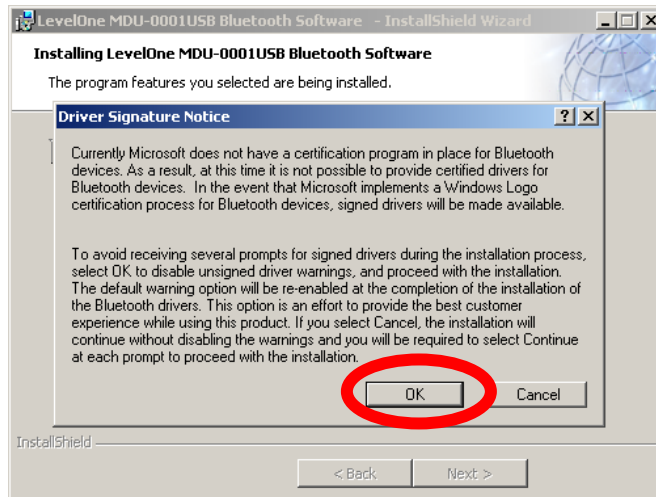 LevelOne MDU-0001USB Bluetooth Software - InstallShield Wizard
Installing LevelOne MDU-0001USB Bluetooth Software
The program features you selected are being installed.
Driver Signature Notice
Currently Microsoft does not have a certification program in place for Bluetooth
devices. As a result, at this time it is not possible to provide certified drivers for
Bluetooth devices. In the event that Microsoft implements a Windows Logo
certification process for Bluetooth devices, signed drivers will be made available.
To avoid receiving several prompts for signed drivers during the installation process,
select OK to disable unsigned driver warnings, and proceed with the installation.
The default warning option will be re-enabled at the completion of the installation of
the Bluetooth drivers. This option is an effort to provide the best customer
experience while using this product. If you select Cancel, the installation will
continue without disabling the warnings and you will be required to select Continue
at each prompt to proceed with the installation.
OK Cancel
InstallShield
< Back Next >